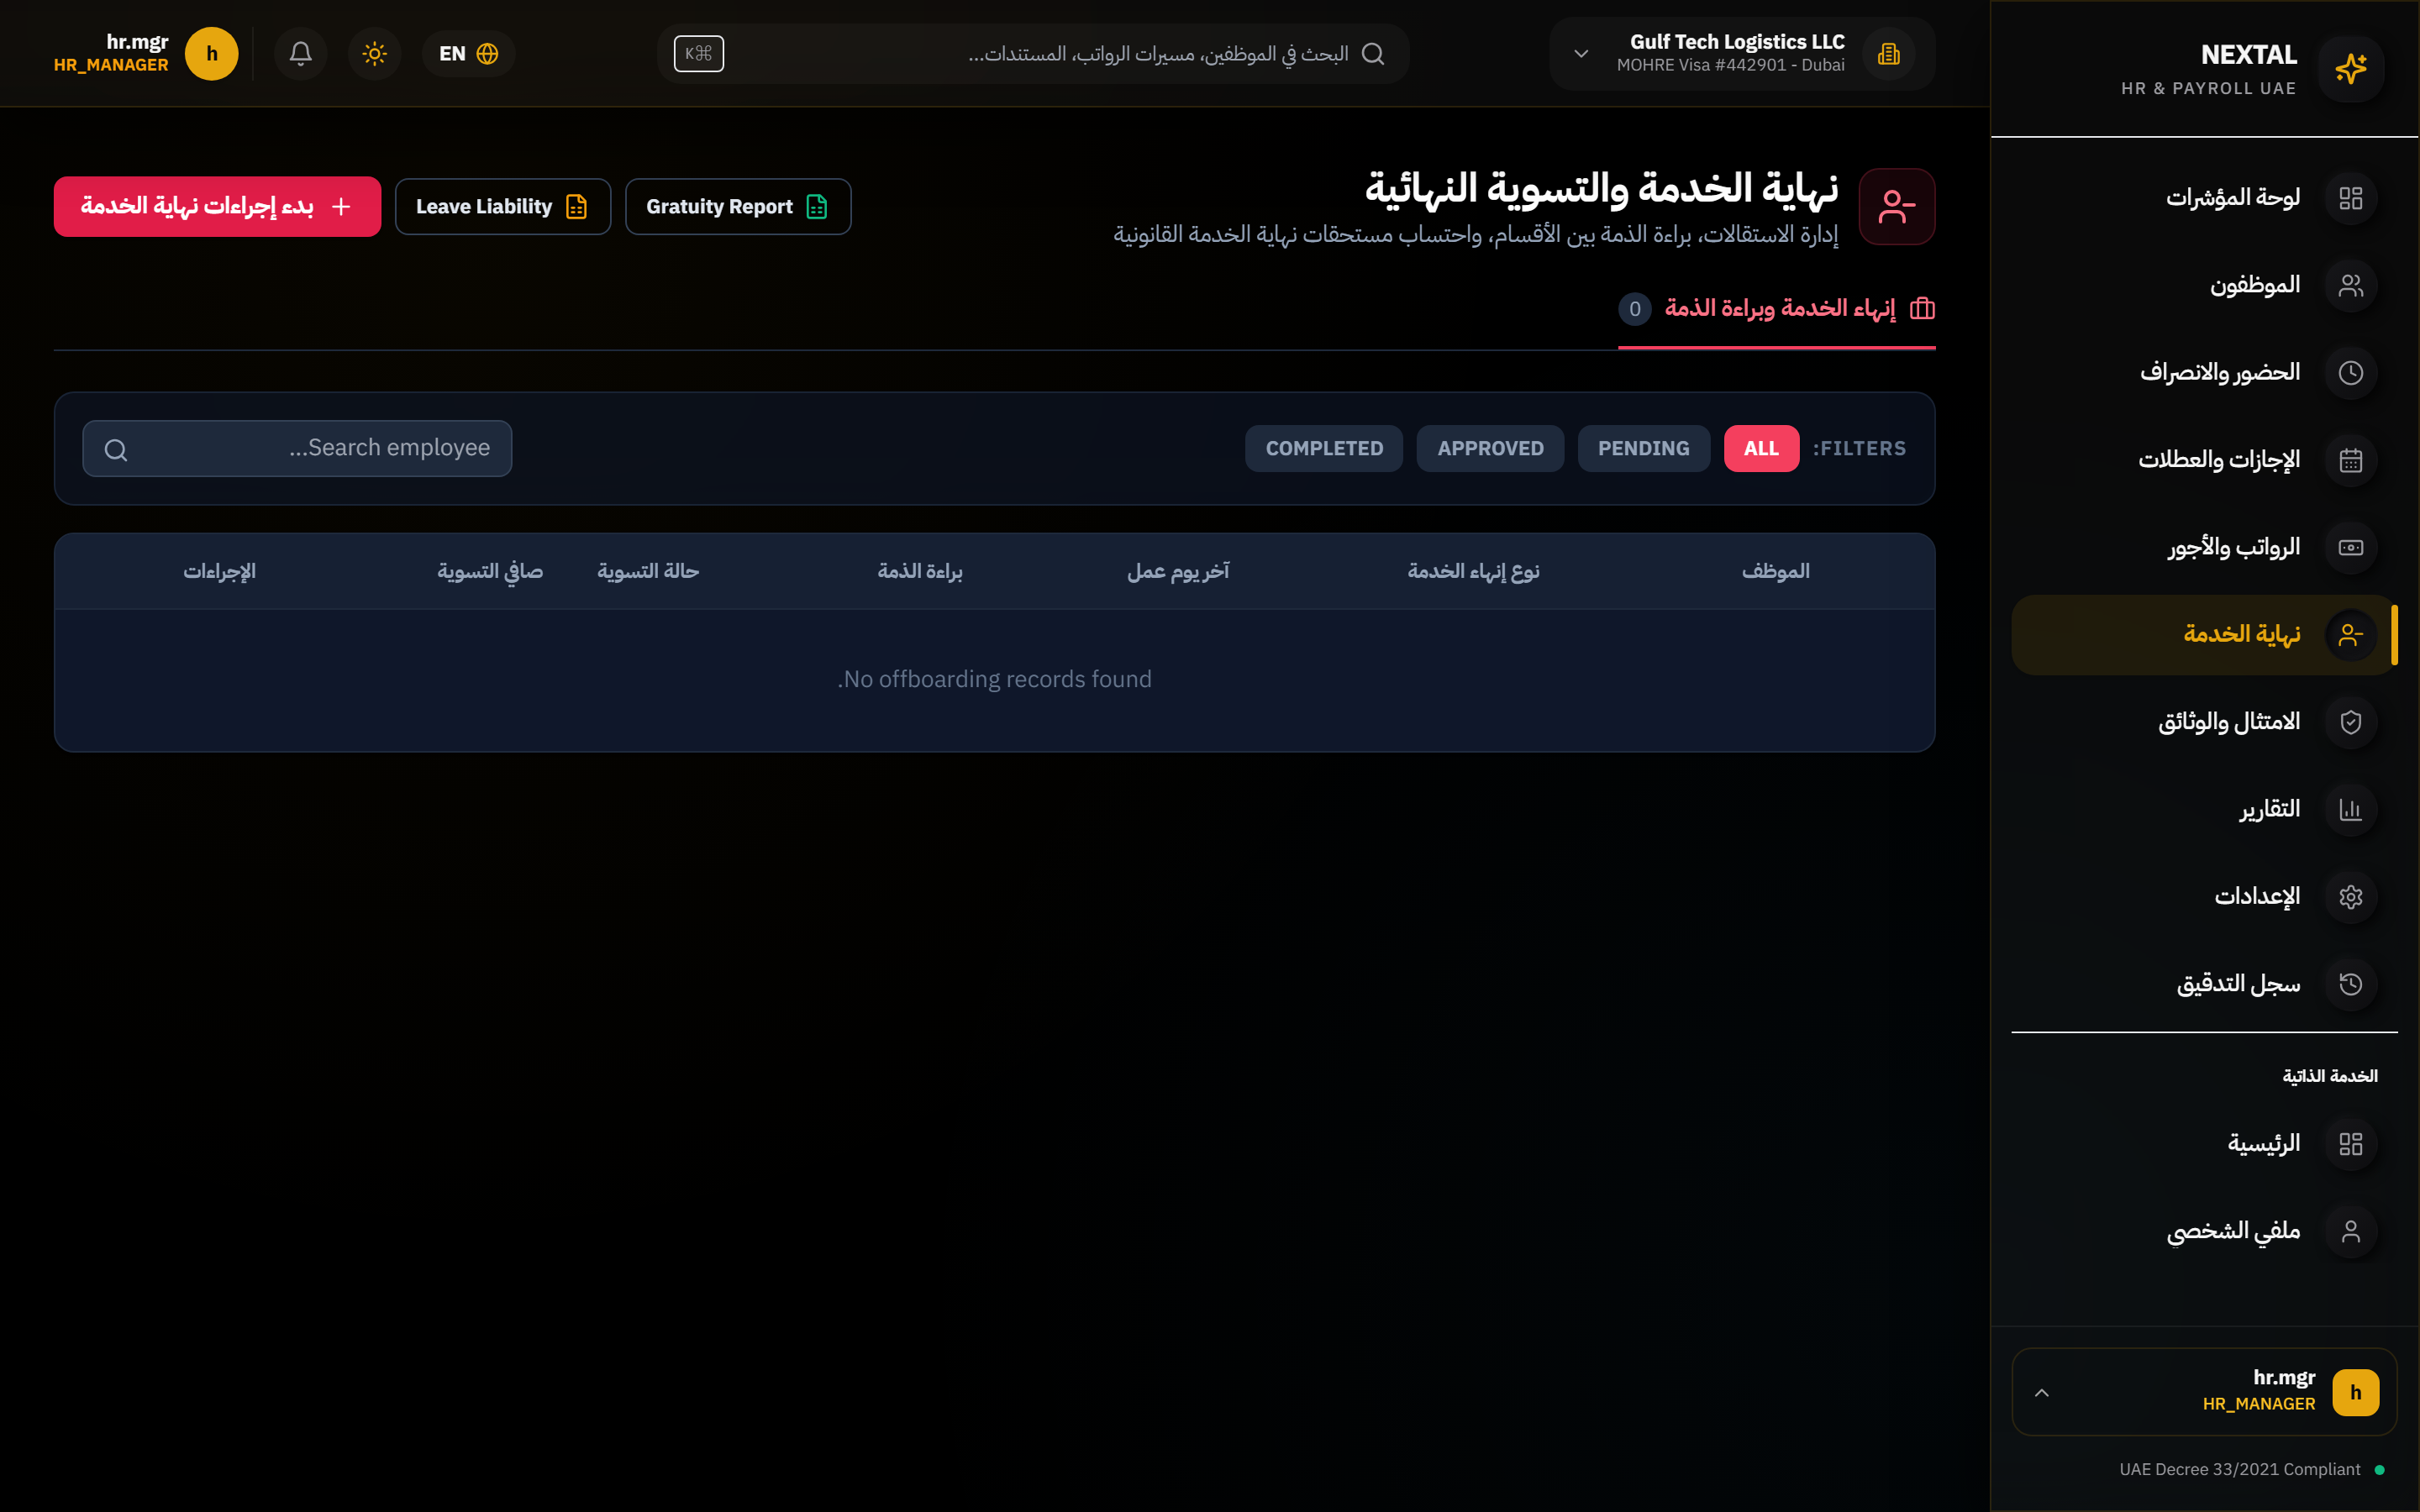 NEXTAL
HR & PAYROLL UAE
لوحة المؤشرات
الموظفون
الحضور والانصراف
الإجازات والعطلات
الرواتب والأجور
نهاية الخدمة
الامتثال والوثائق
التقارير
الإعدادات
سجل التدقيق
الخدمة الذاتية
الرئيسية
ملفي الشخصي
h
hr.mgr
HR_MANAGER
UAE Decree 33/2021 Compliant
Gulf Tech Logistics LLC
MOHRE Visa #442901 - Dubai
البحث في الموظفين، مسيرات الرواتب، المستندات...
⌘K
EN
h
hr.mgr
HR_MANAGER
نهاية الخدمة والتسوية النهائية
إدارة الاستقالات، براءة الذمة بين الأقسام، واحتساب مستحقات نهاية الخدمة القانونية
Gratuity Report
Leave Liability
بدء إجراءات نهاية الخدمة
إنهاء الخدمة وبراءة الذمة 0
FILTERS:
ALL
PENDING
APPROVED
COMPLETED
Search employee...
الموظف
نوع إنهاء الخدمة
آخر يوم عمل
براءة الذمة
حالة التسوية
صافي التسوية
الإجراءات
No offboarding records found.